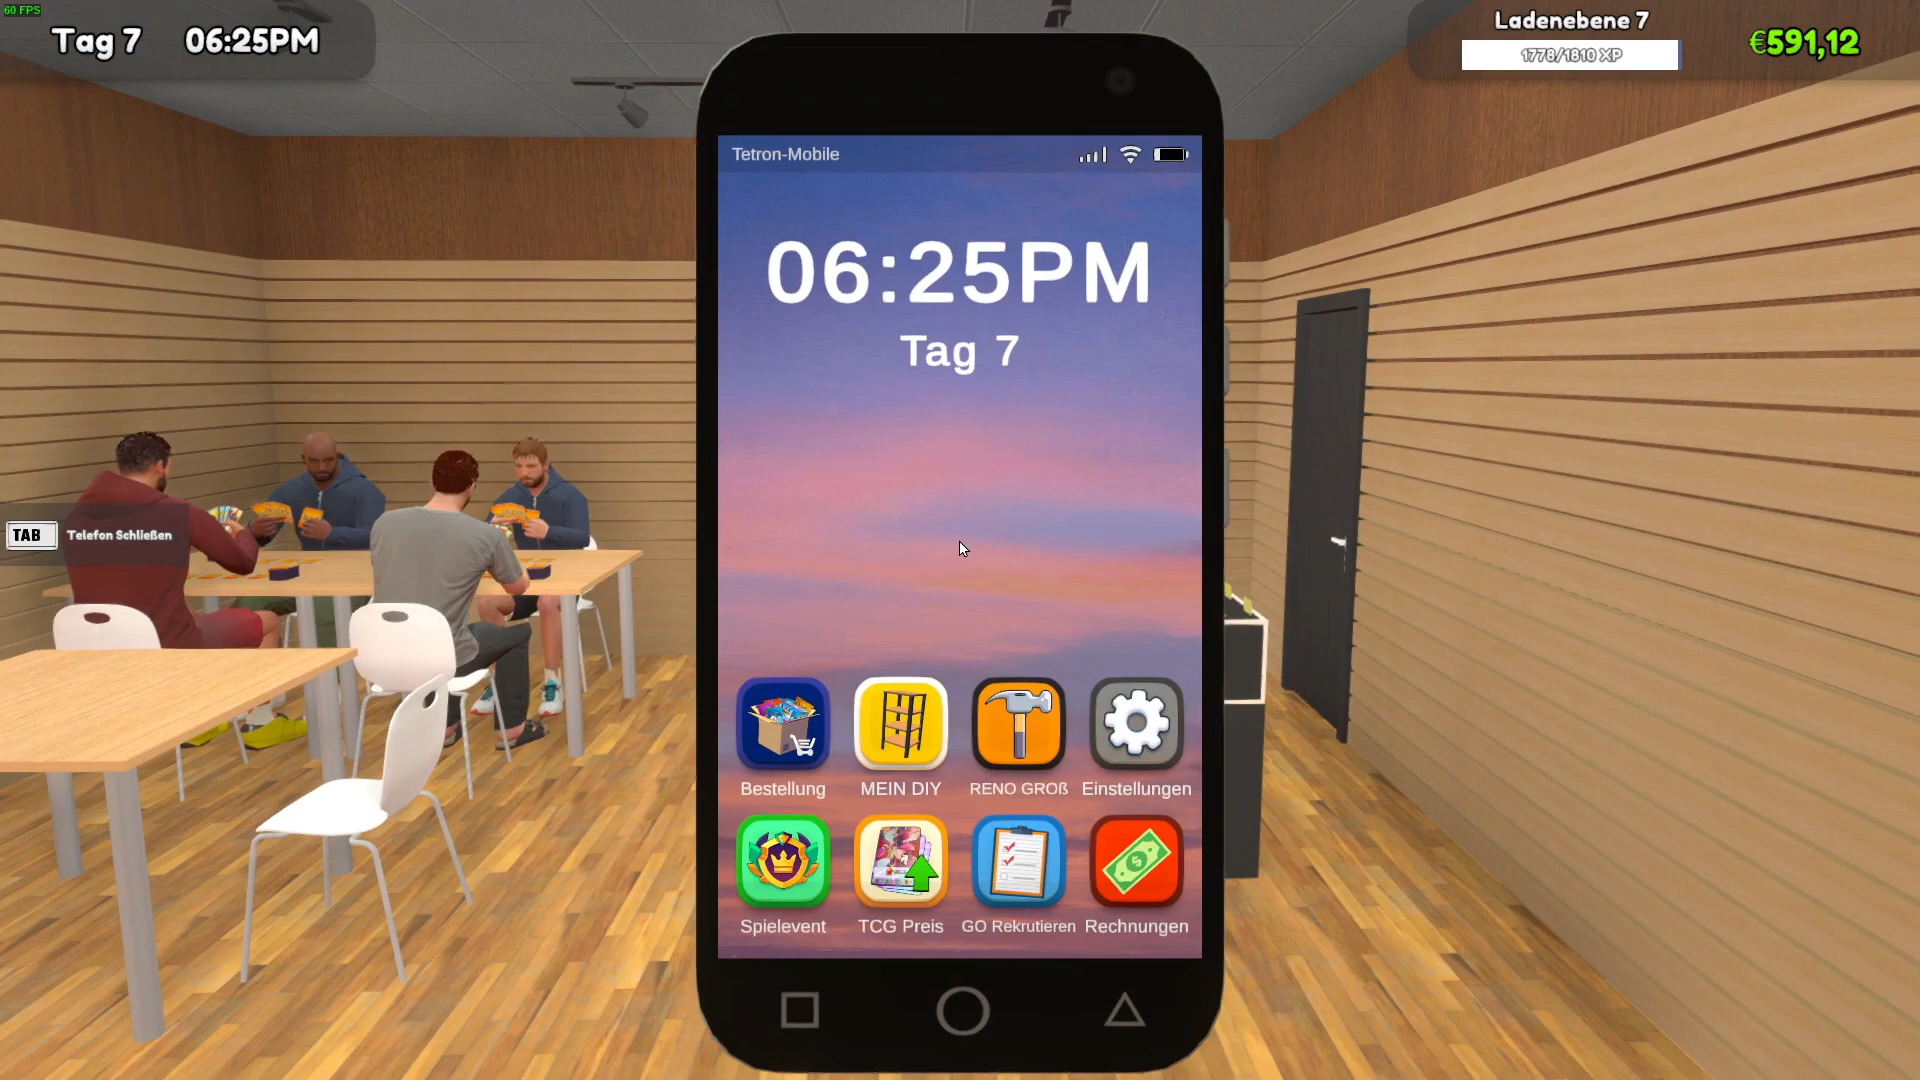 60 FPS
Tag 7 06:25PM
Ladenebene 7
1778/1810 XP
€591,12
Tetron-Mobile
06:25PM
Tag 7
TAB Telefon Schließen
Bestellung MEIN DIY RENO GROß Einstellungen
Spielevent TCG Preis GO Rekrutieren Rechnungen